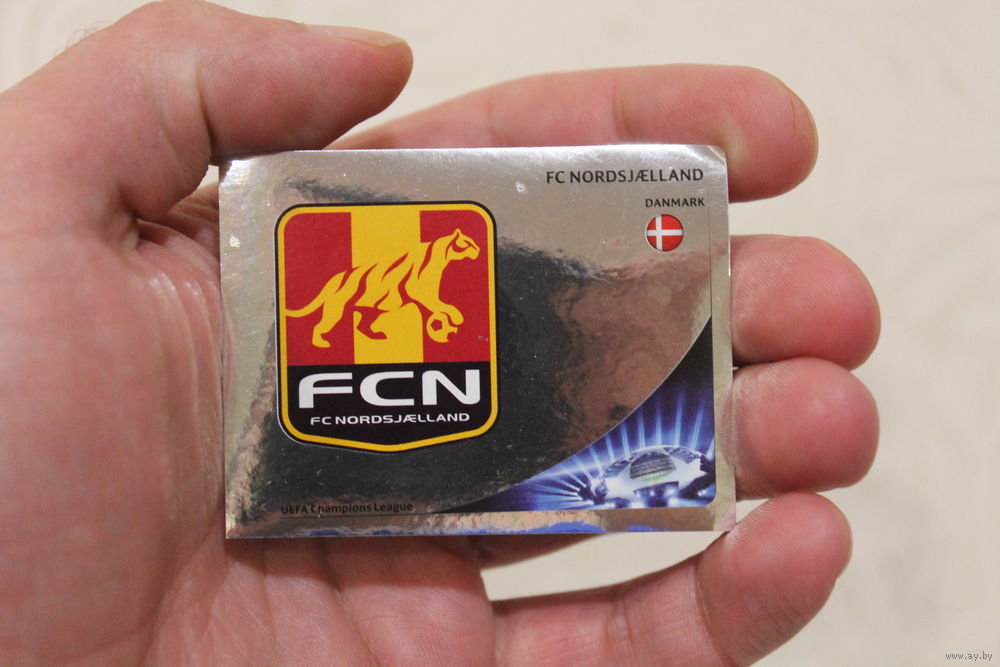 FC NORDSJÆLLAND
DANMARK
FCN
FC NORDSJÆLLAND
UEFA Champions League
www.ay.by